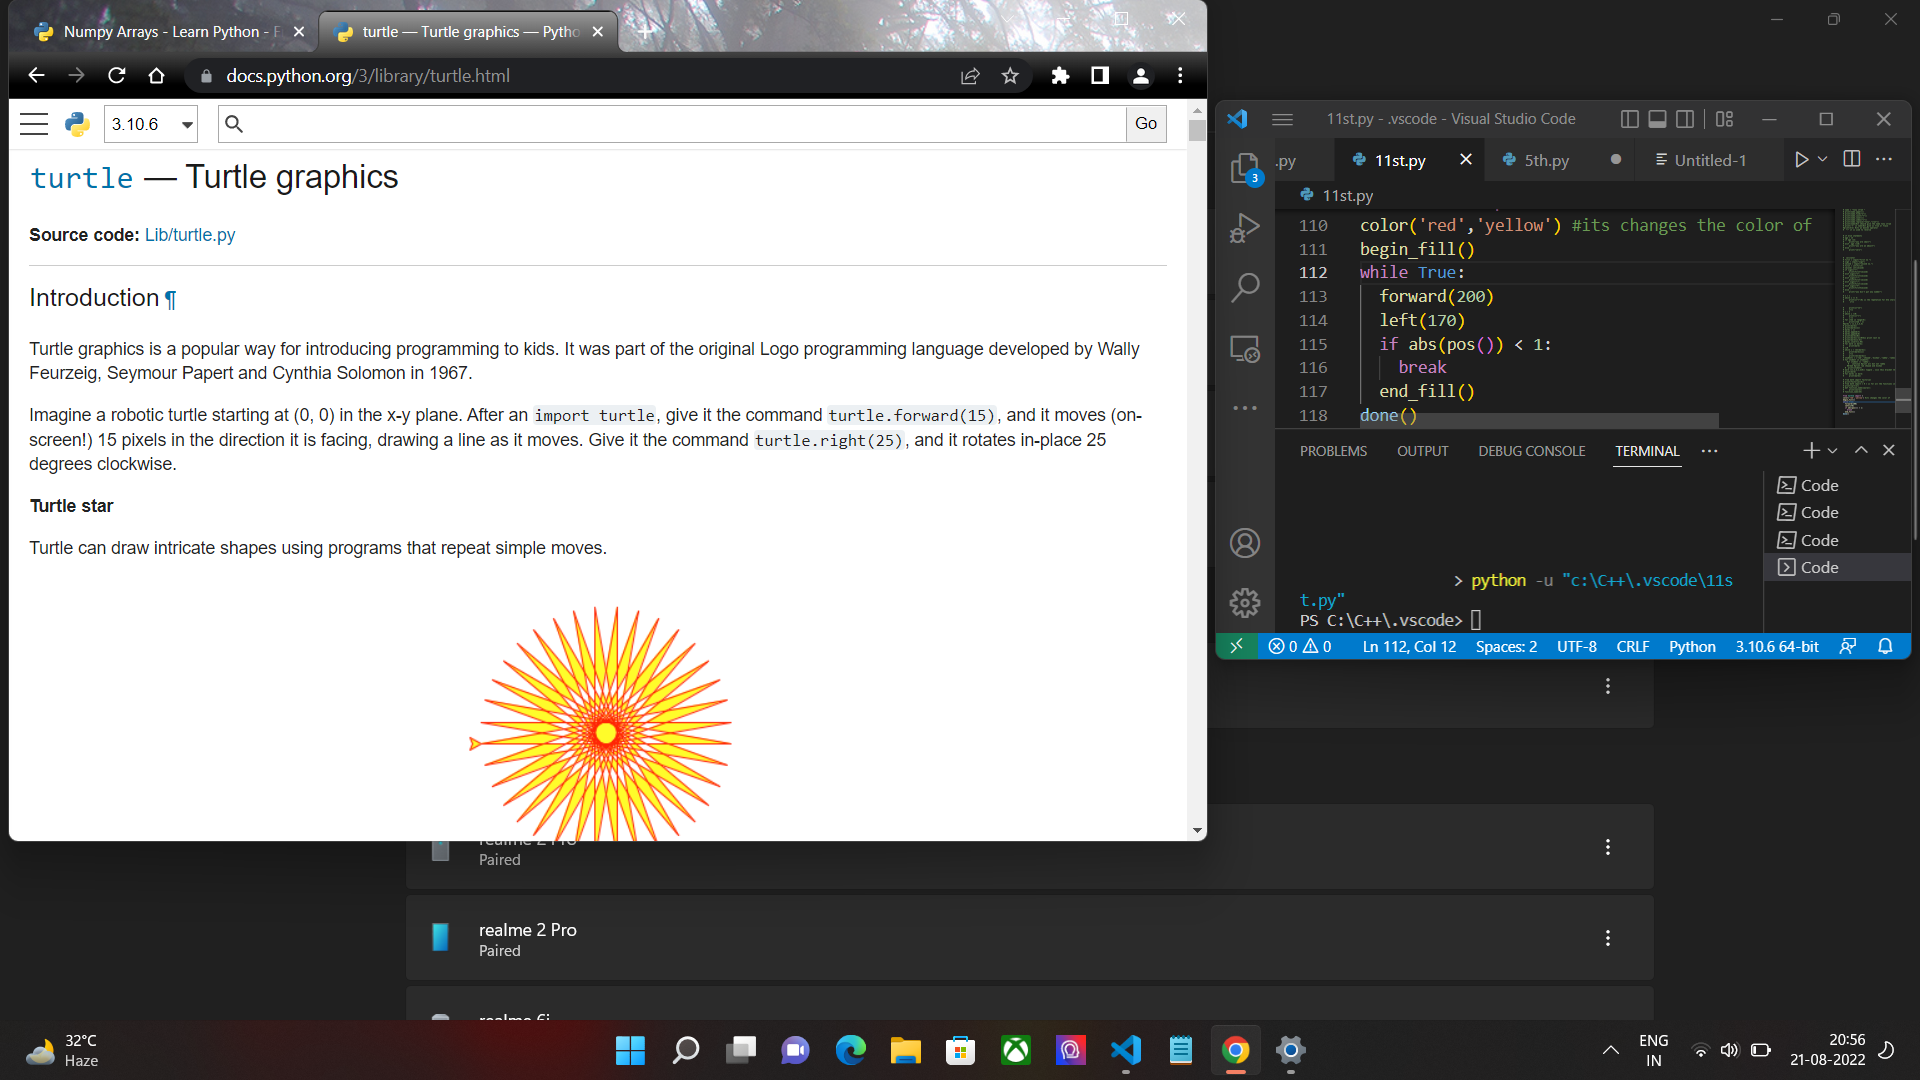 Numpy Arrays - Learn Python - F
turtle — Turtle graphics — Pytho
docs.python.org/3/library/turtle.html
3.10.6
Go
turtle — Turtle graphics
Source code: Lib/turtle.py
Introduction ¶
Turtle graphics is a popular way for introducing programming to kids. It was part of the original Logo programming language developed by Wally
Feurzeig, Seymour Papert and Cynthia Solomon in 1967.
Imagine a robotic turtle starting at (0, 0) in the x-y plane. After an import turtle, give it the command turtle.forward(15), and it moves (on-
screen!) 15 pixels in the direction it is facing, drawing a line as it moves. Give it the command turtle.right(25), and it rotates in-place 25
degrees clockwise.
Turtle star
Turtle can draw intricate shapes using programs that repeat simple moves.
11st.py - .vscode - Visual Studio Code
.py
11st.py
5th.py
Untitled-1
3
11st.py
110 color('red','yellow') #its changes the color of
111 begin_fill()
112 while True:
113 forward(200)
114 left(170)
115 if abs(pos()) < 1:
116 break
117 end_fill()
118 done()
PROBLEMS OUTPUT DEBUG CONSOLE TERMINAL
Code
Code
Code
Code
> python -u "c:\C++\.vscode\11s
t.py"
PS C:\C++\.vscode>
0 0 Ln 112, Col 12 Spaces: 2 UTF-8 CRLF Python 3.10.6 64-bit
realme 2 Pro
Paired
realme 2 Pro
Paired
realme 6i
32°C
Haze
ENG
IN
20:56
21-08-2022